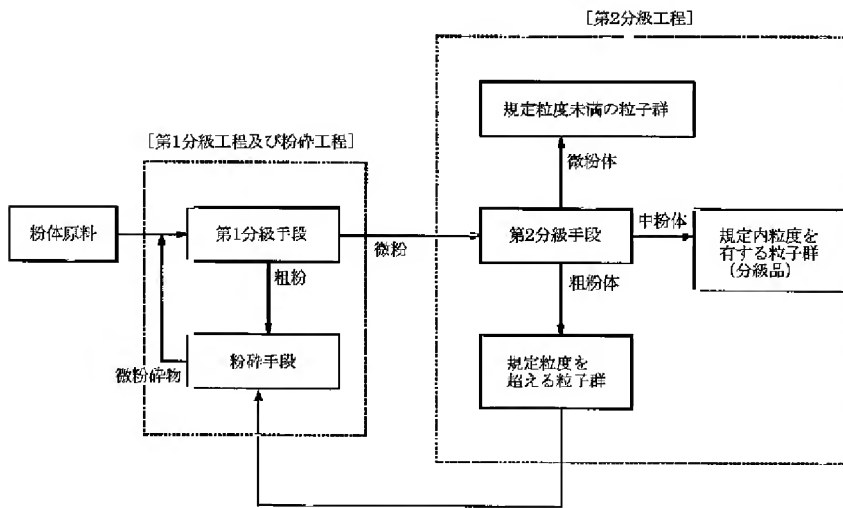 [第2分級工程]
規定粒度未満の粒子群
[第1分級工程及び粉砕工程]
微粉体
粉体原料
第1分級手段
微粉
第2分級手段
中粉体
規定内粒度を
有する粒子群
(分級品)
粗粉
粗粉体
粉砕手段
微粉砕物
規定粒度を
超える粒子群